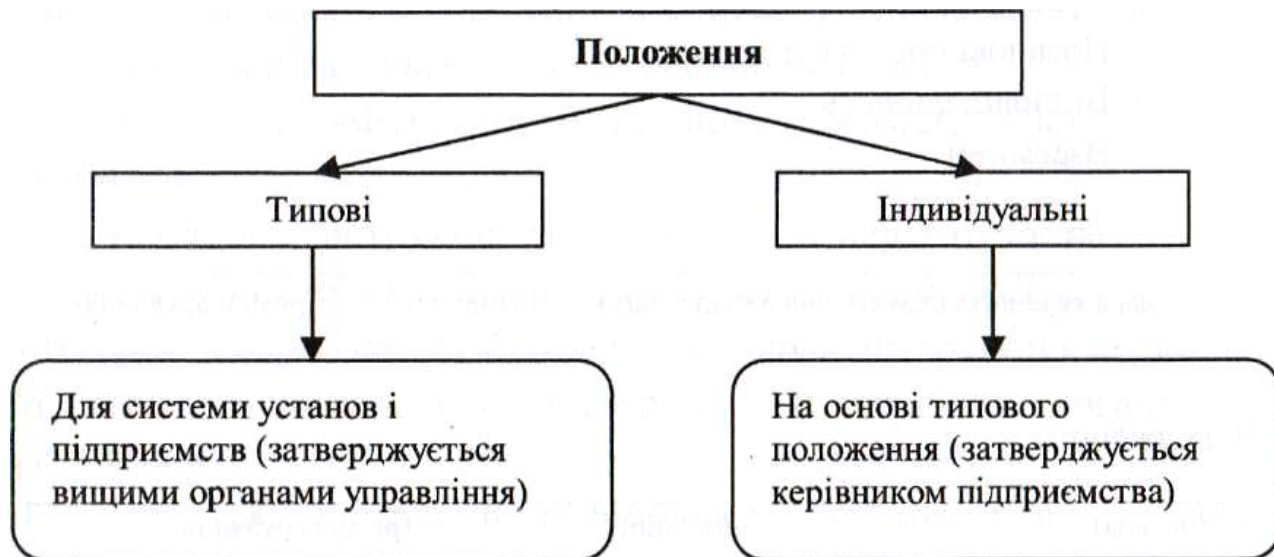 Положення
Типові
Індивідуальні
Для системи установ і
підприємств (затверджується
вищими органами управління)
На основі типового
положення (затверджується
керівником підприємства)